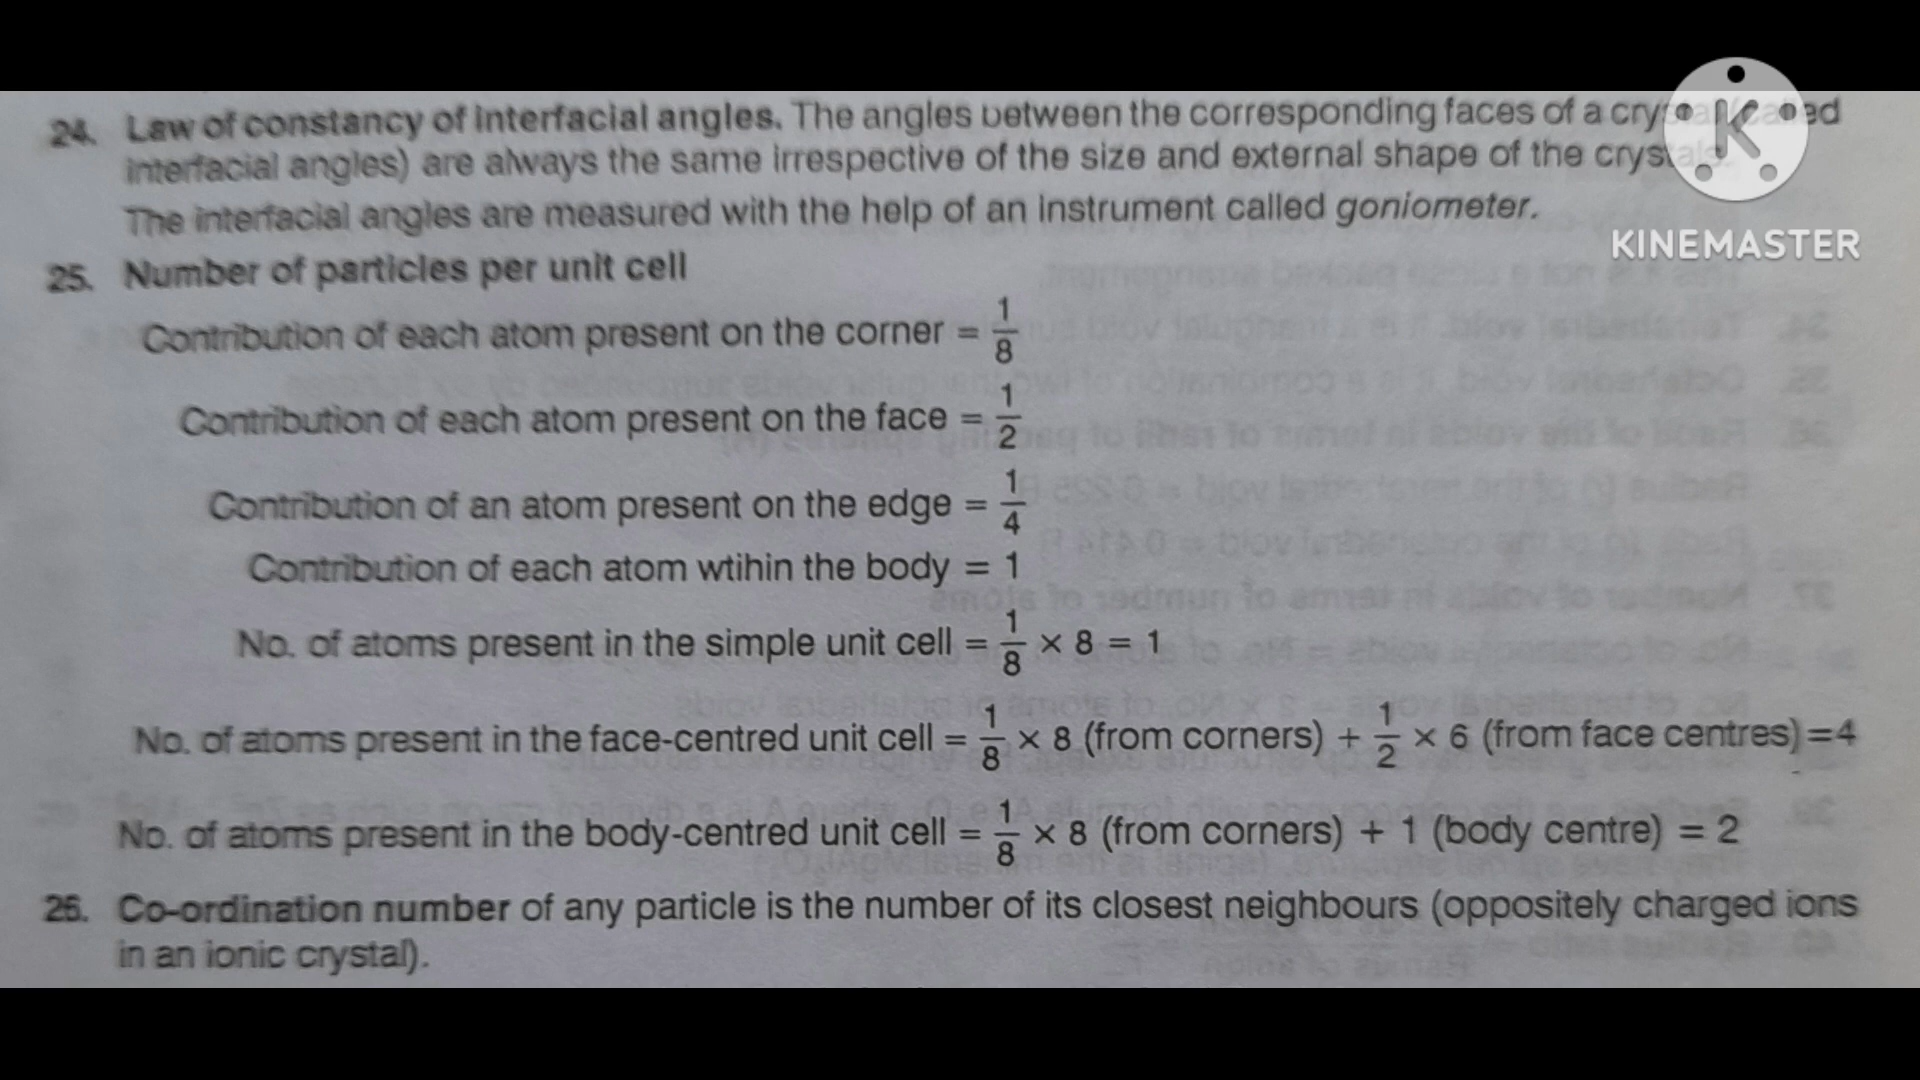 24. Law of constancy of interfacial angles. The angles between the corresponding faces of a crystal (called
interfacial angles) are always the same irrespective of the size and external shape of the crystals.
The interfacial angles are measured with the help of an instrument called goniometer.
KINEMASTER
25. Number of particles per unit cell
Contribution of each atom present on the corner = 1/8
Contribution of each atom present on the face = 1/2
Contribution of an atom present on the edge = 1/4
Contribution of each atom wtihin the body = 1
No. of atoms present in the simple unit cell = 1/8 × 8 = 1
No. of atoms present in the face-centred unit cell = 1/8 × 8 (from corners) + 1/2 × 6 (from face centres) = 4
No. of atoms present in the body-centred unit cell = 1/8 × 8 (from corners) + 1 (body centre) = 2
26. Co-ordination number of any particle is the number of its closest neighbours (oppositely charged ions
in an ionic crystal).